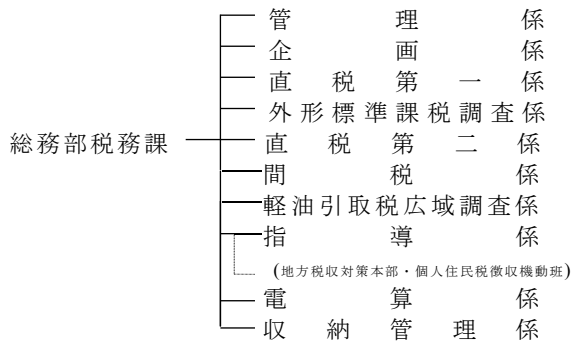 管理係
企画係
直税第一係
外形標準課税調査係
総務部税務課
直税第二係
間税係
軽油引取税広域調査係
指導係
(地方税収対策本部・個人住民税徴収機動班)
電算係
収納管理係